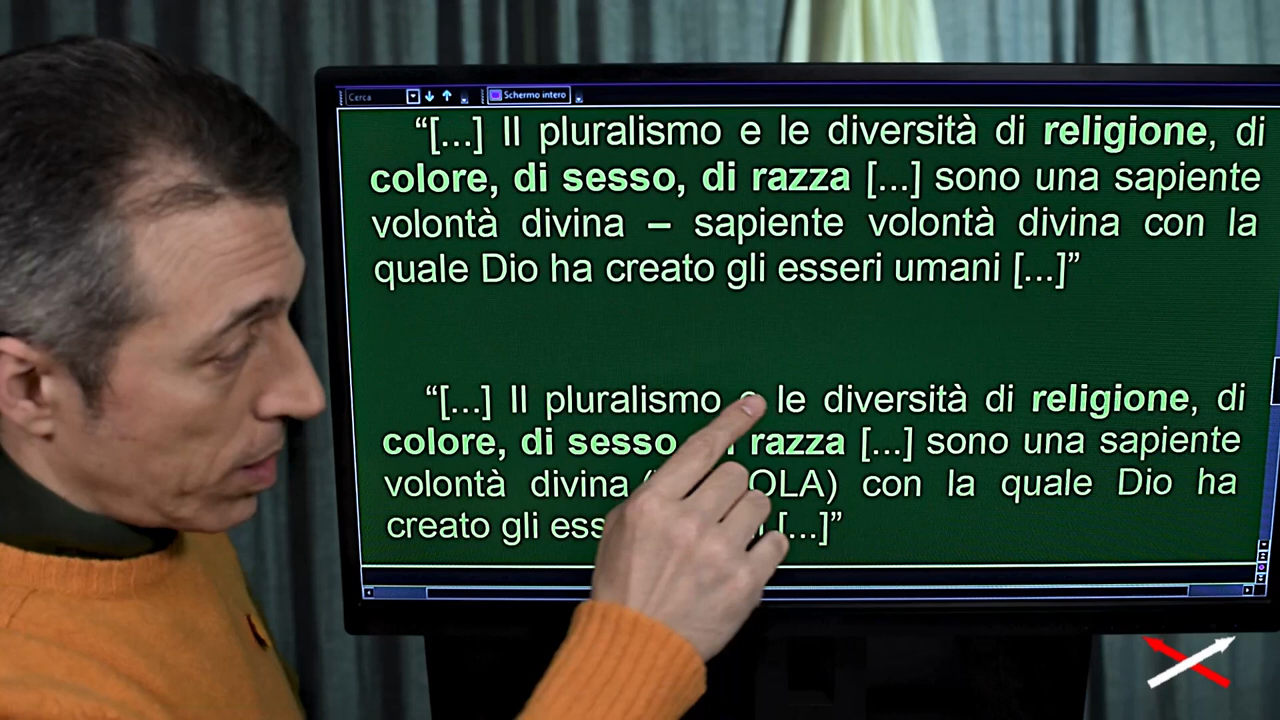 Cerca
Schermo intero
“[...] Il pluralismo e le diversità di religione, di
colore, di sesso, di razza [...] sono una sapiente
volontà divina – sapiente volontà divina con la
quale Dio ha creato gli esseri umani [...]”
“[...] Il pluralismo e le diversità di religione, di
colore, di sesso razza [...] sono una sapiente
volontà divina OLA) con la quale Dio ha
creato gli ess [...]”